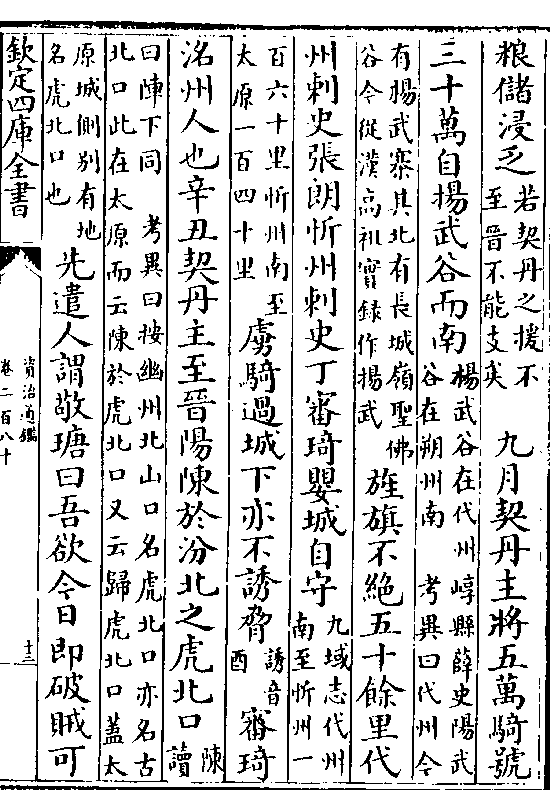 粮儲浸乏若契丹之援不至晉不能支矣九月契丹主將五萬騎號
三十萬自揚武谷而南楊武谷在代州崞縣薛史陽武谷在朔州南考異曰代州今
有楊武寨其北有長城嶺聖佛谷今從漢高祖實録作揚武旌旗不絶五十餘里代
州刺史張朗忻州刺史丁審琦嬰城自守九域志代州南至忻州一
百六十里忻州南至太原一百四十里虜騎過城下亦不誘脅誘音酉審琦
洺州人也辛丑契丹主至晉陽陳於汾北之虎北口陳讀
曰陣下同考異曰按幽州北山口名虎北口亦名古北口此在太原而云陳於虎北口又云歸虎北口蓋太
原城側别有地名虎北口也先遣人謂敬瑭曰吾欲今日即破賊可
欽定四庫全書
資治通鑑
卷二百八十
十三